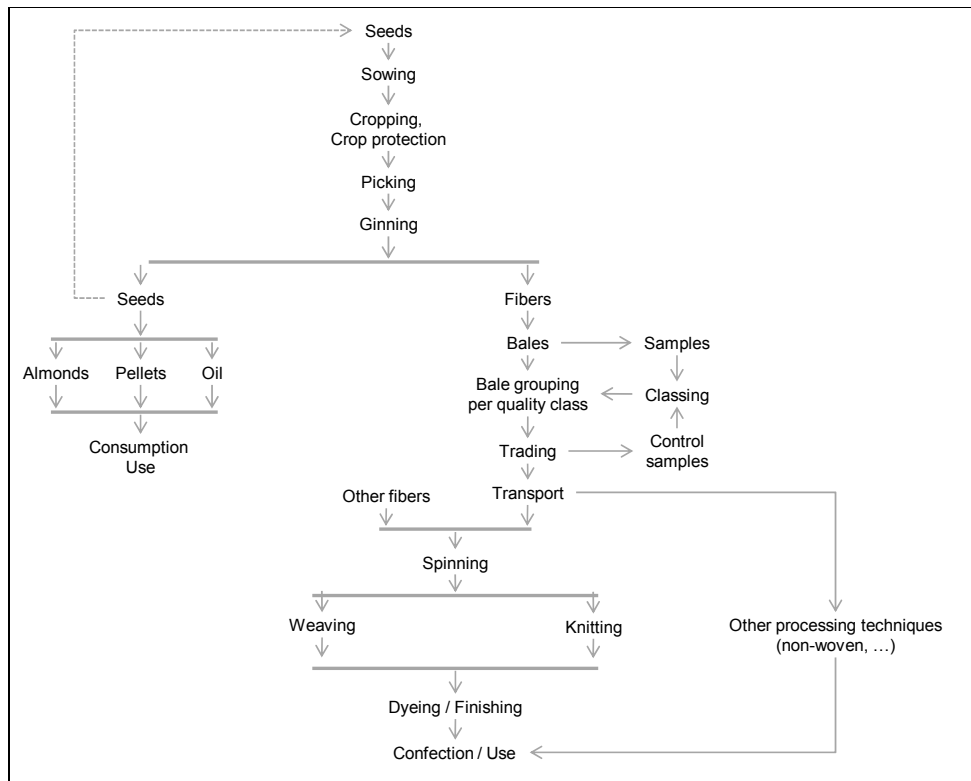 Seeds
Sowing
Cropping,
Crop protection
Picking
Ginning
Seeds
Fibers
Bales
Samples
Almonds
Pellets
Oil
Bale grouping
per quality class
Classing
Consumption
Use
Trading
Control
samples
Other fibers
Transport
Spinning
Weaving
Knitting
Other processing techniques
(non-woven, …)
Dyeing / Finishing
Confection / Use